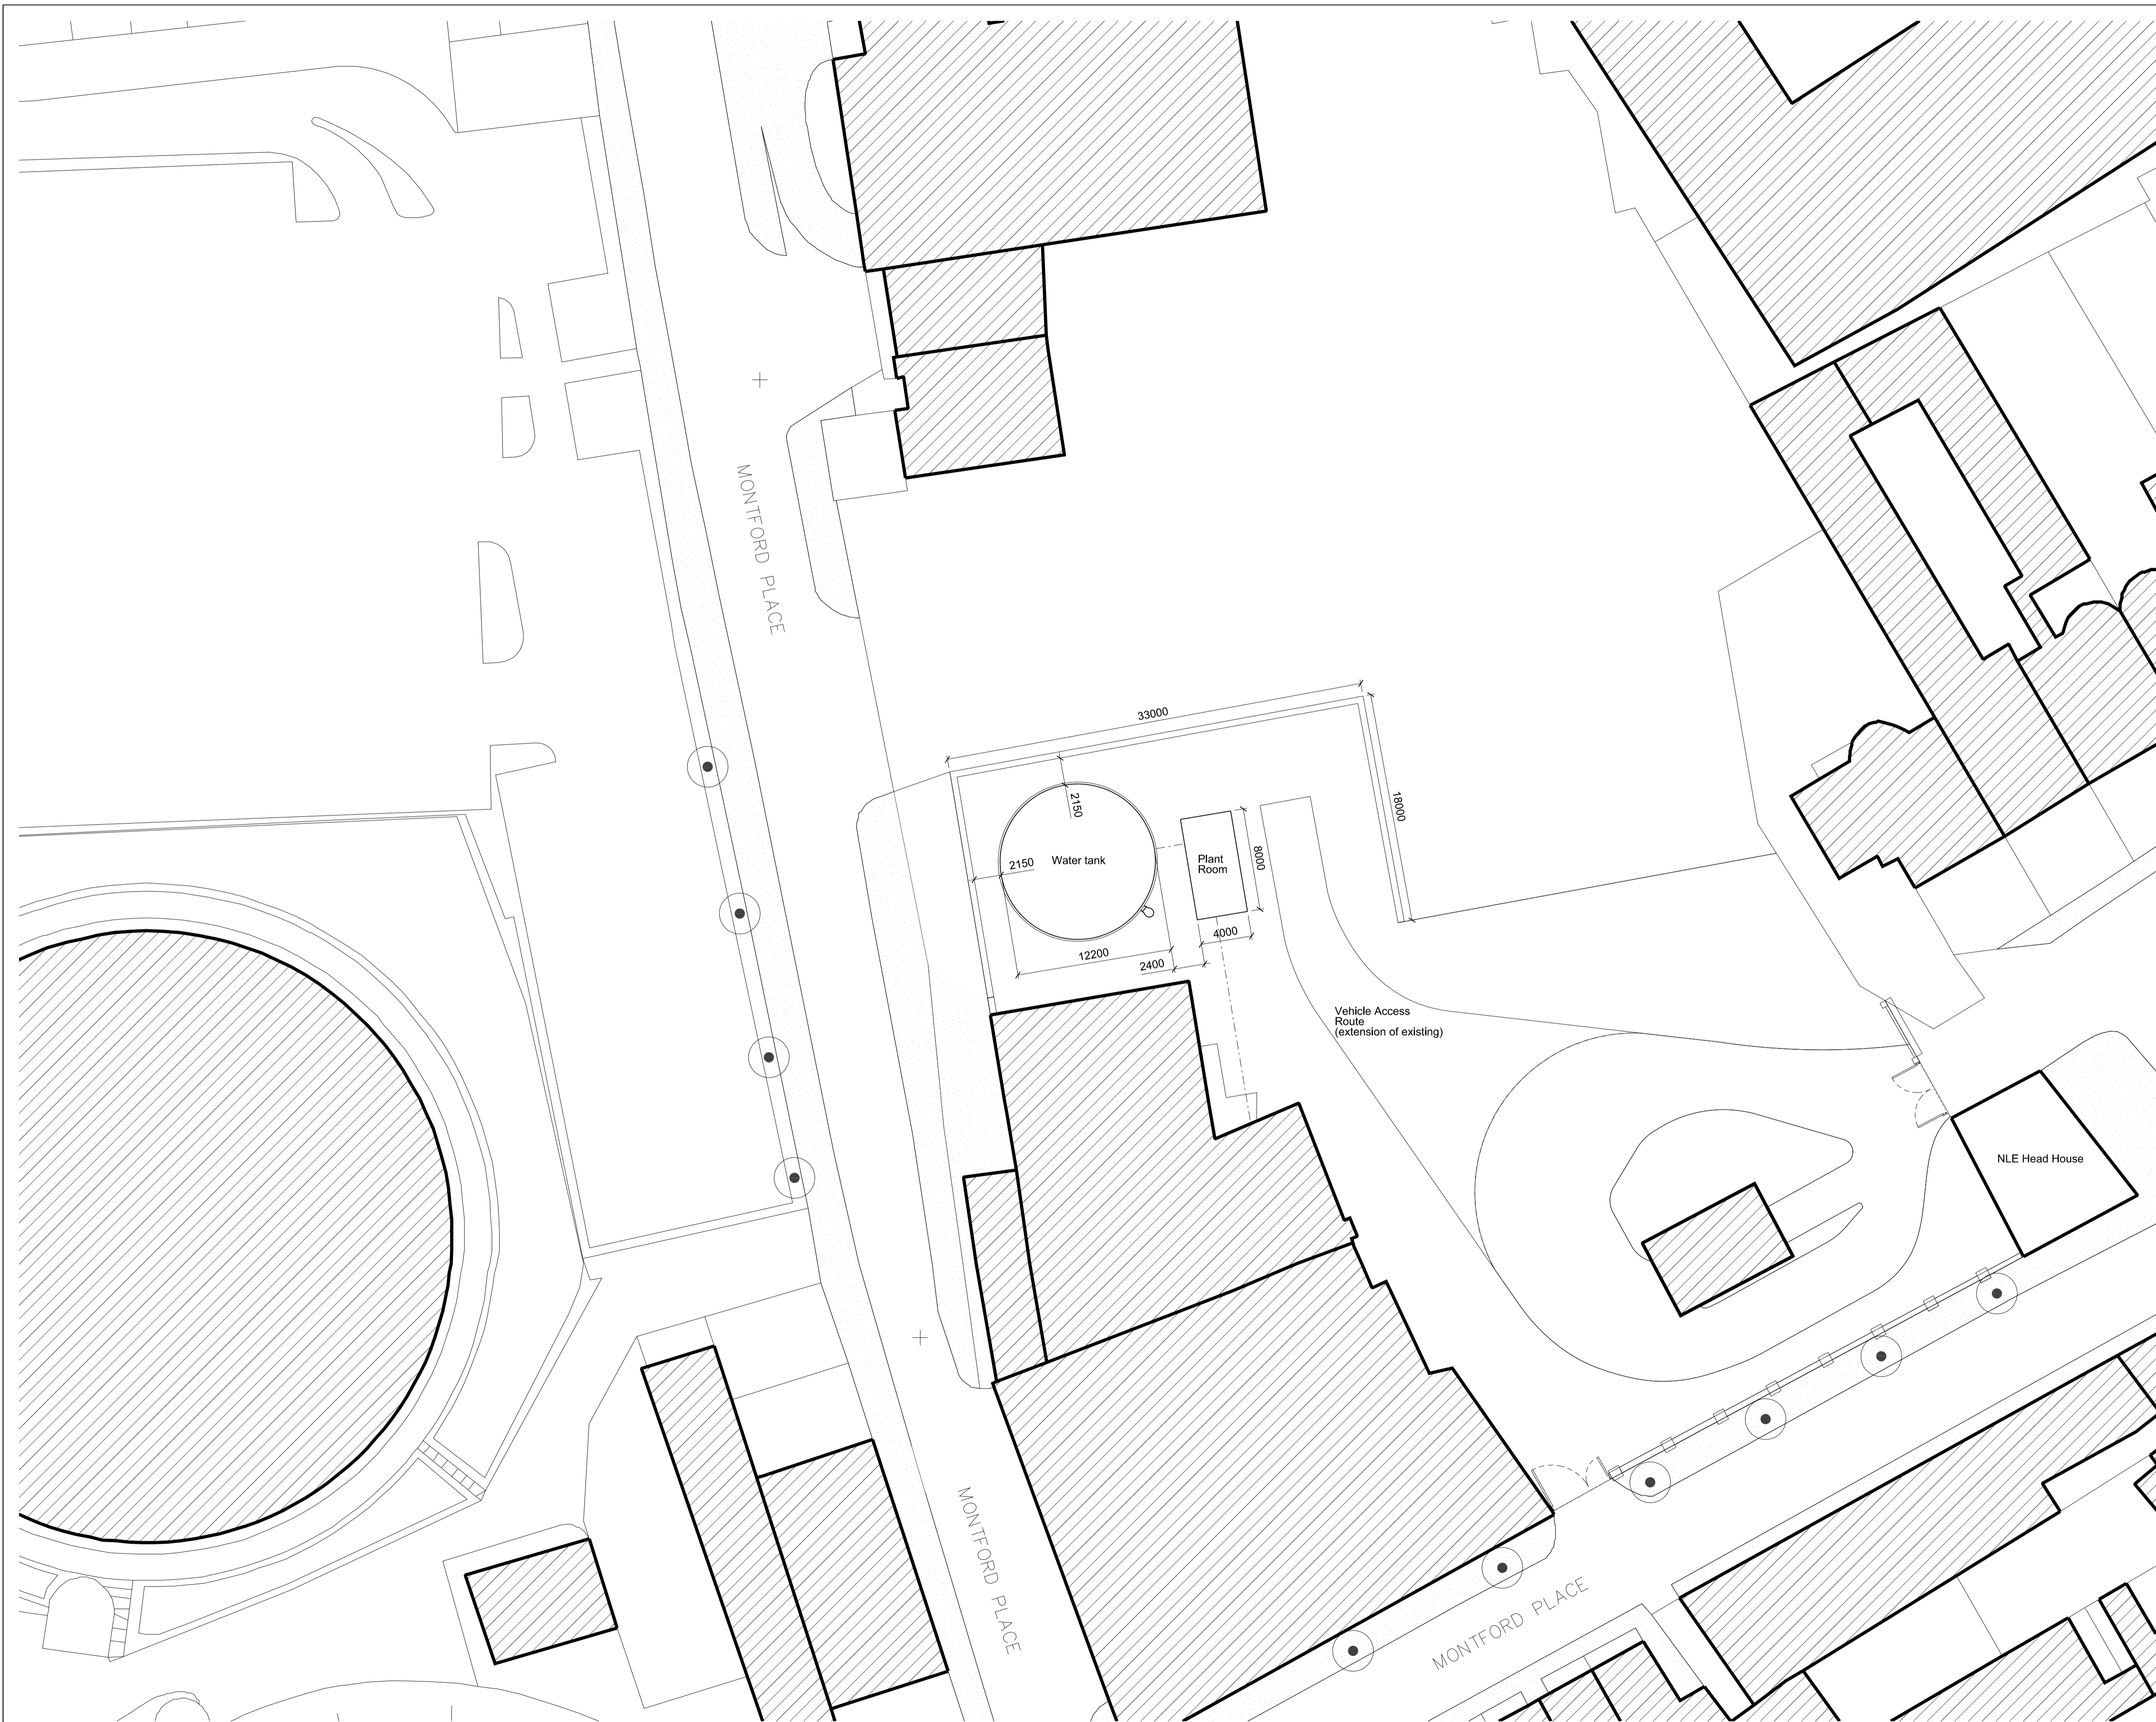 MONTFORD PLACE
33000
18000
2150
2150
Water tank
Plant
Room
8000
4000
12200
2400
Vehicle Access
Route
(extension of existing)
NLE Head House
MONTFORD PLACE
MONTFORD PLACE